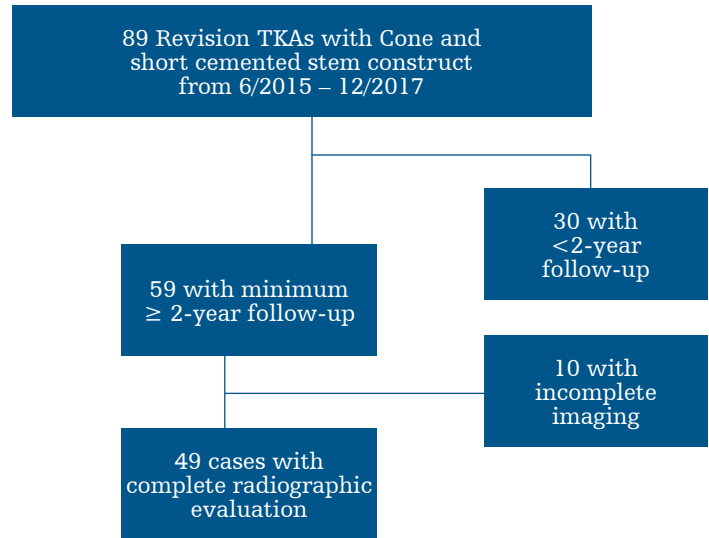 89 Revision TKAs with Cone and
short cemented stem construct
from 6/2015 – 12/2017
30 with
<2-year
follow-up
59 with minimum
≥ 2-year follow-up
10 with
incomplete
imaging
49 cases with
complete radiographic
evaluation